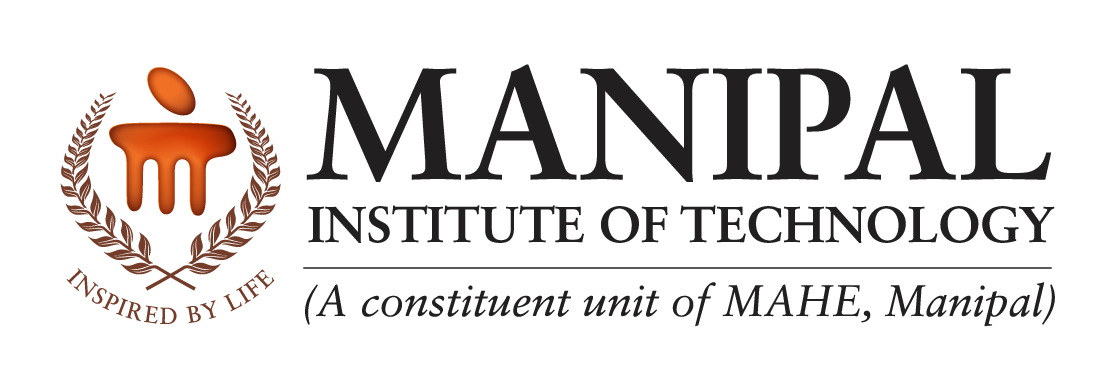 MANIPAL
INSTITUTE OF TECHNOLOGY
(A constituent unit of MAHE, Manipal)
INSPIRED BY LIFE